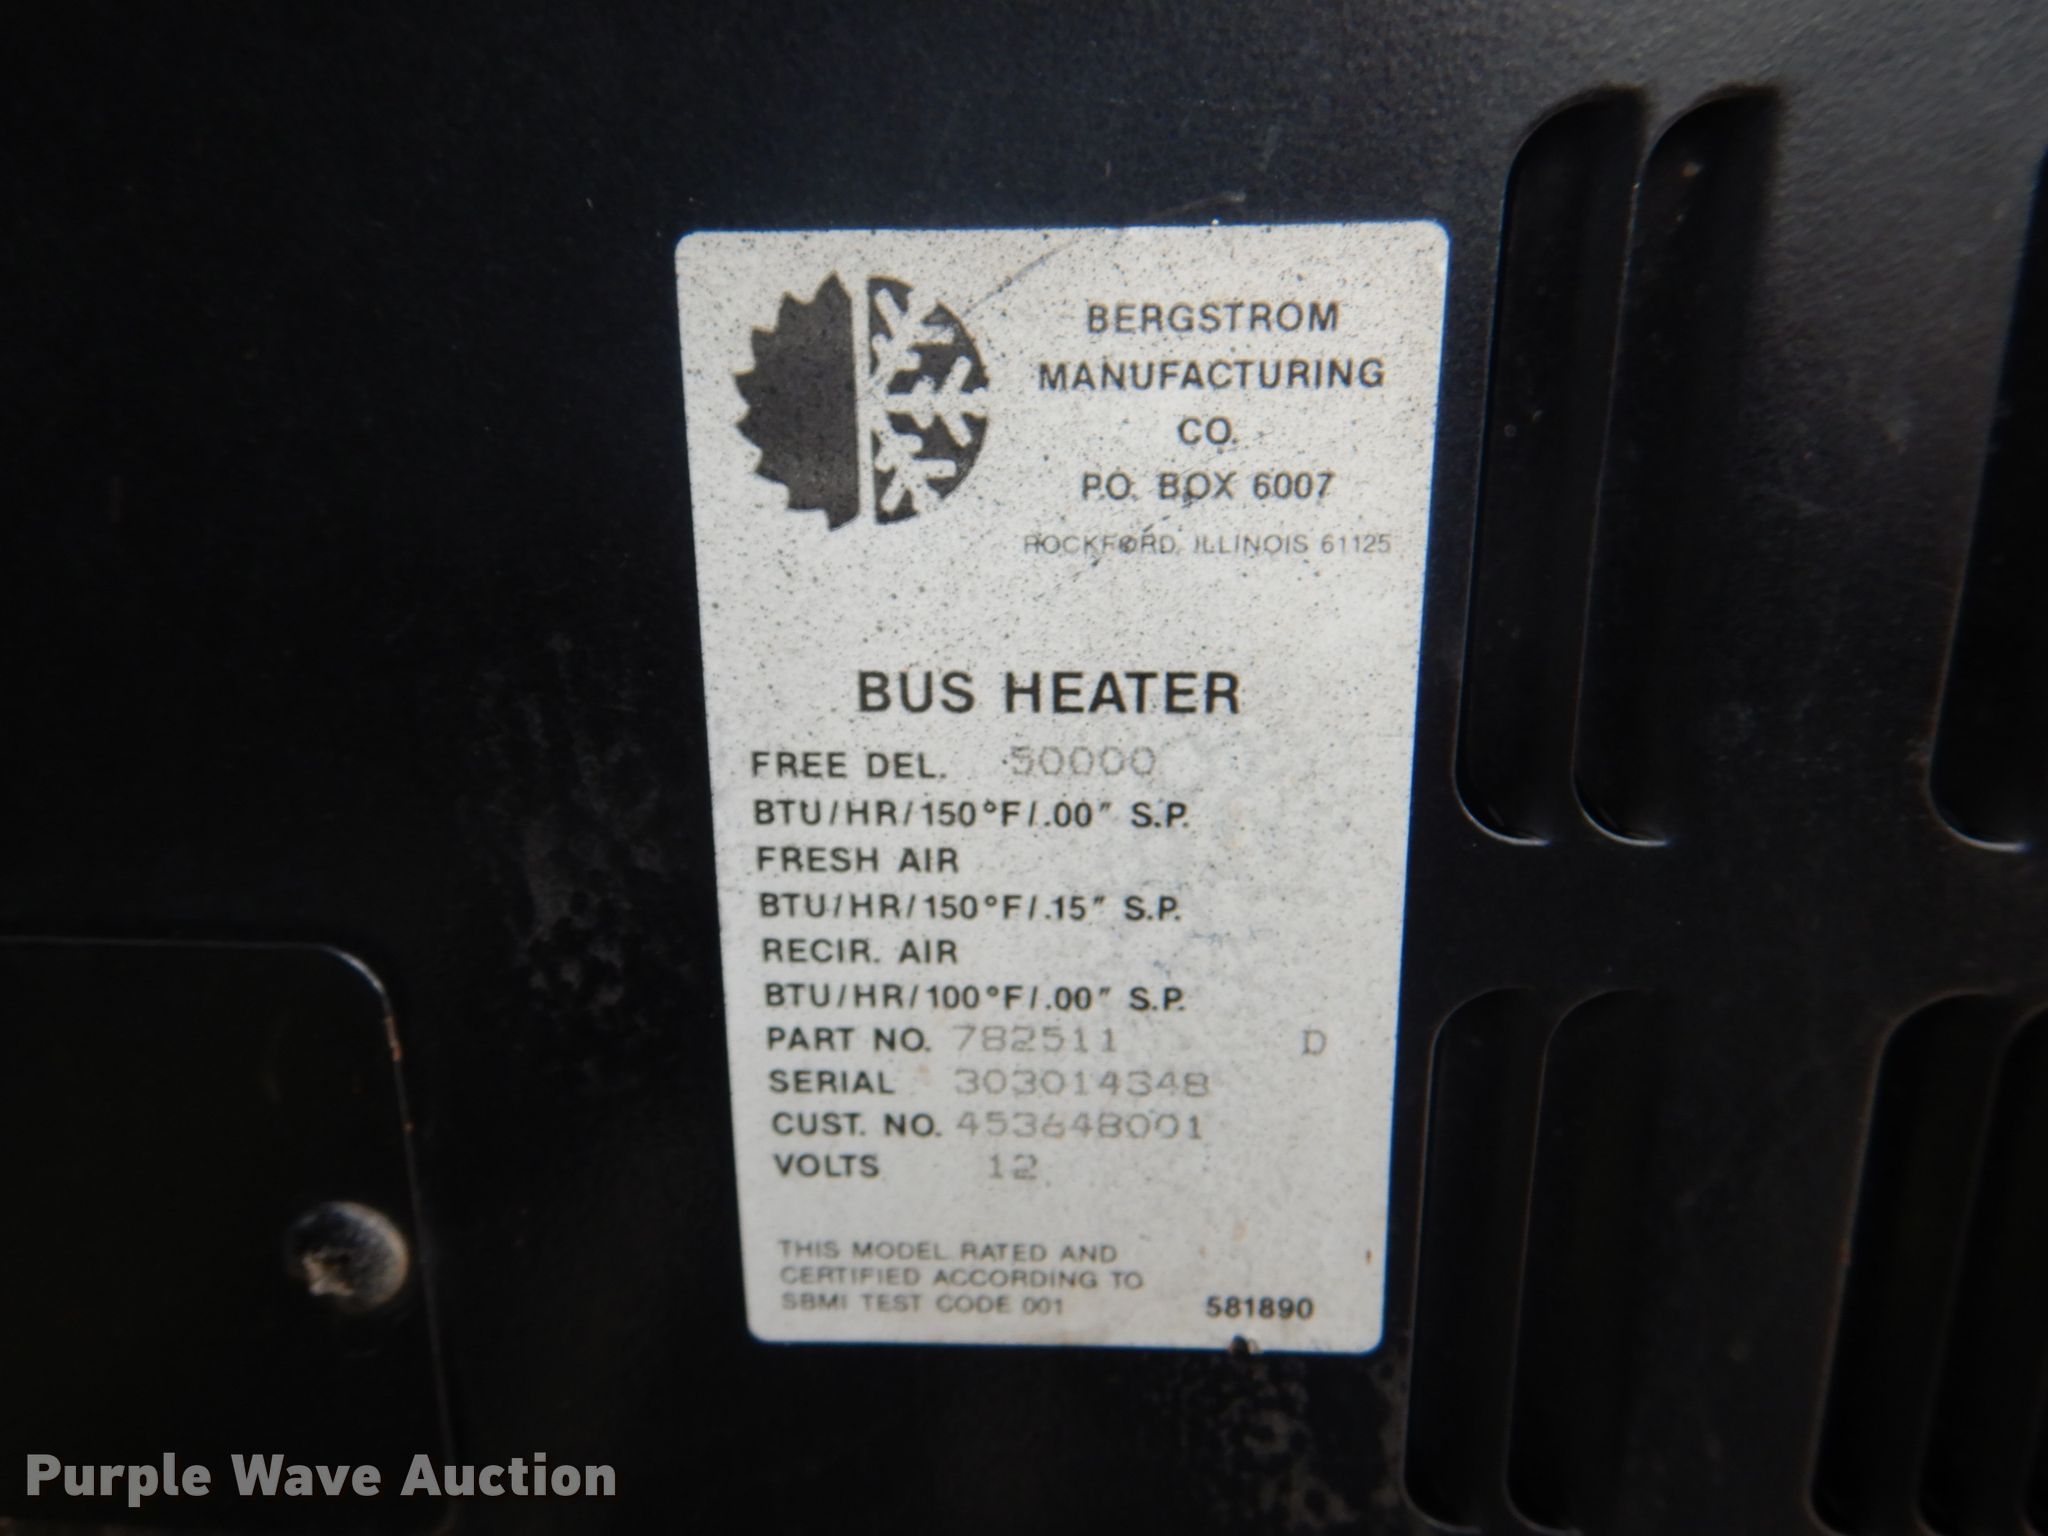 BERGSTROM
MANUFACTURING
CO.
P.O. BOX 6007
ROCKFORD, ILLINOIS 61125
BUS HEATER
FREE DEL. 50000
BTU/HR/150°F/.00" S.P.
FRESH AIR
BTU/HR/150°F/.15" S.P.
RECIR. AIR
BTU/HR/100°F/.00" S.P.
PART NO. 782511 D
SERIAL 303014348
CUST. NO. 453648001
VOLTS 12
THIS MODEL RATED AND
CERTIFIED ACCORDING TO
SBMI TEST CODE 001 581890
Purple Wave Auction